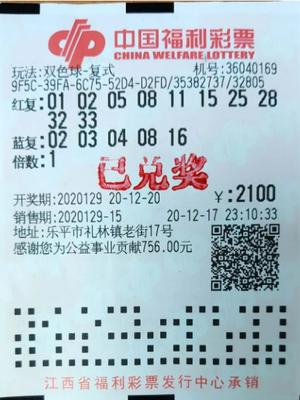 中国福利彩票
CHINA WELFARE LOTTERY
玩法:双色球-复式 机号:36040169
9F5C-39FA-6C75-52D4-D2FD/35382737/32805
红复:01 02 05 08 11 15 25 28
32 33
蓝复:02 03 04 08 16
倍数:1
已兑奖
开奖期:2020129 20-12-20 ¥:2100
销售期:2020129-15 20-12-17 23:10:33
地址:乐平市礼林镇老街17号
感谢您为公益事业贡献756.00元
江西省福利彩票发行中心承销